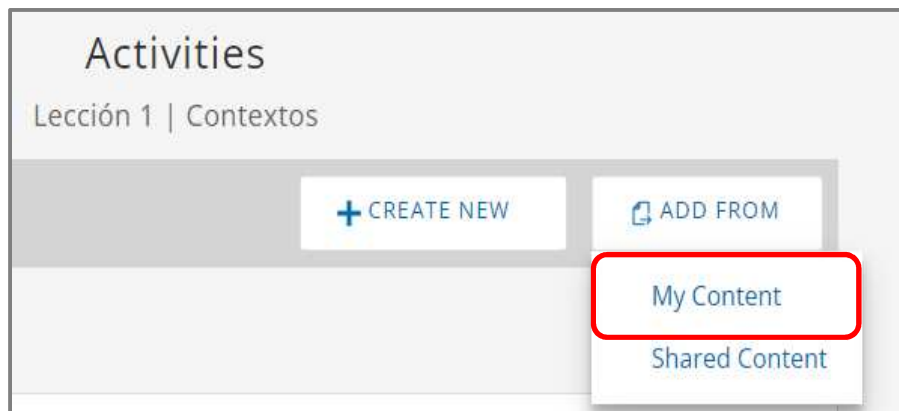 Activities
Lección 1 | Contextos
CREATE NEW
ADD FROM
My Content
Shared Content